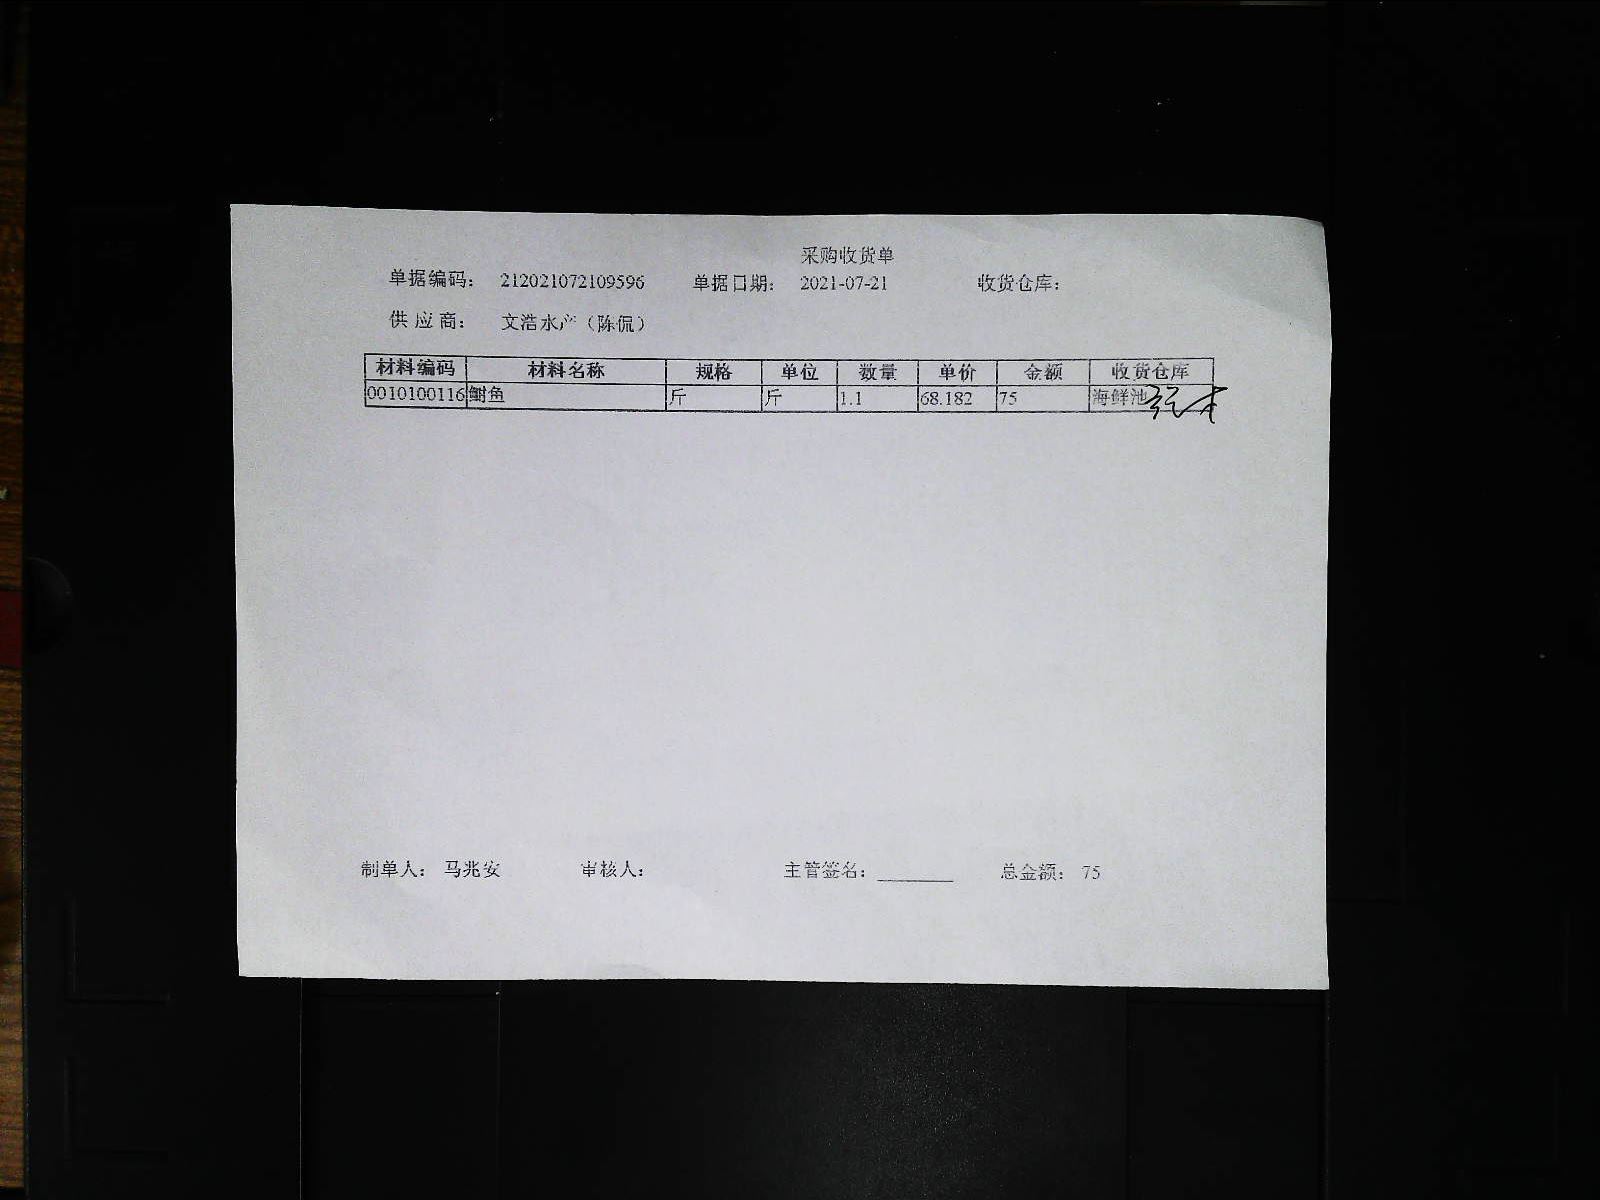 采购收货单
单据编码： 212021072109596 单据日期： 2021-07-21 收货仓库：
供 应 商： 文浩水产（陈侃）
材料编码 材料名称 规格 单位 数量 单价 金额 收货仓库
0010100116 鲥鱼 斤 斤 1.1 68.182 75 海鲜池
制单人： 马兆安 审核人： 主管签名：________ 总金额： 75